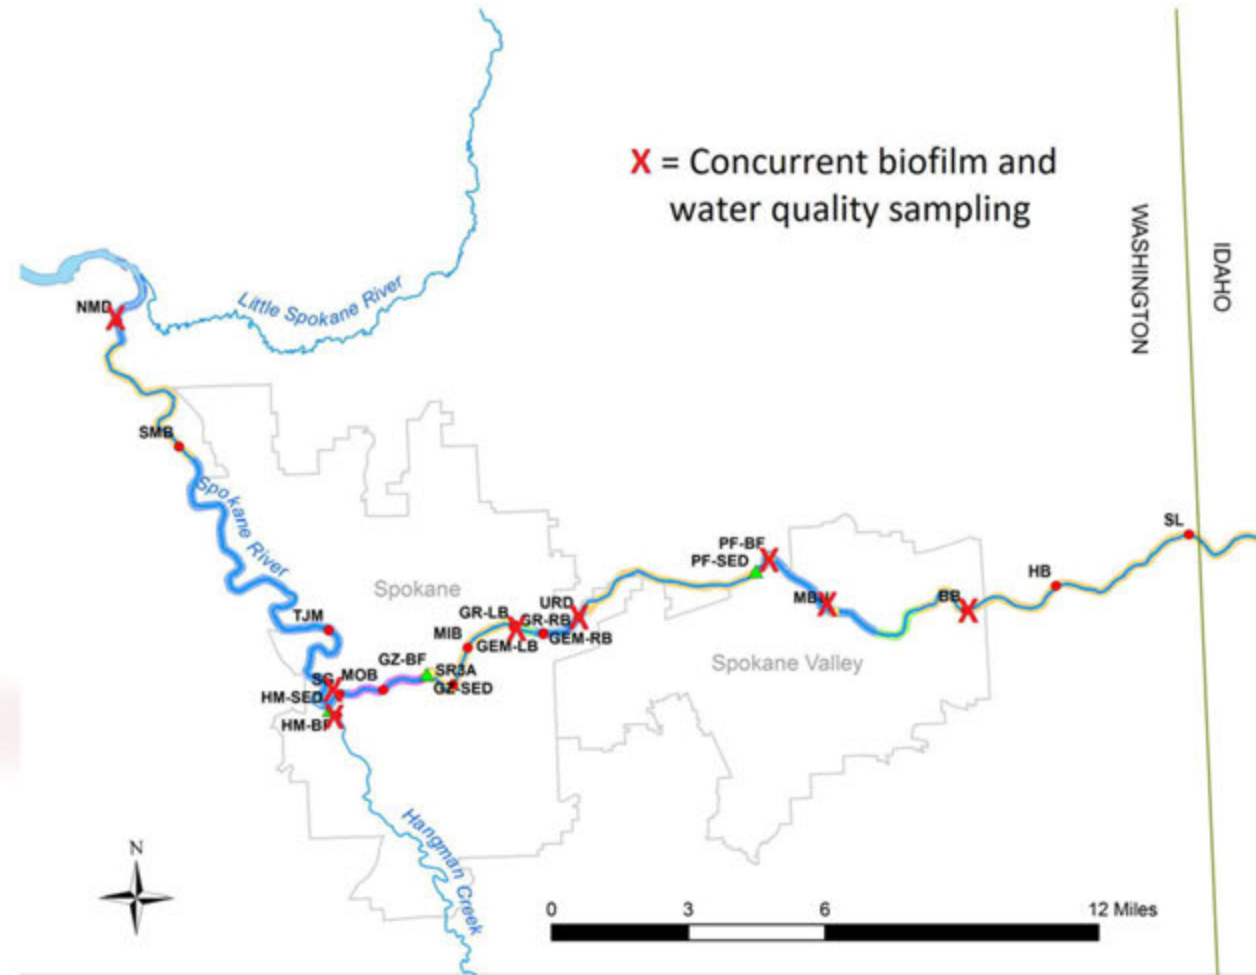 X = Concurrent biofilm and
water quality sampling
WASHINGTON
IDAHO
Little Spokane River
NMD
SMB
Spokane River
SL
PF-BF
PF-SED
HB
Spokane
URD
MBU
BB
GR-LB
GR-RB
TJM
MIB
GEM-LB
GEM-RB
GZ-BF
SR3A
Spokane Valley
SG
MOB
GZ-SED
HM-SED
HM-BF
Hangman Creek
N
0 3 6 12 Miles